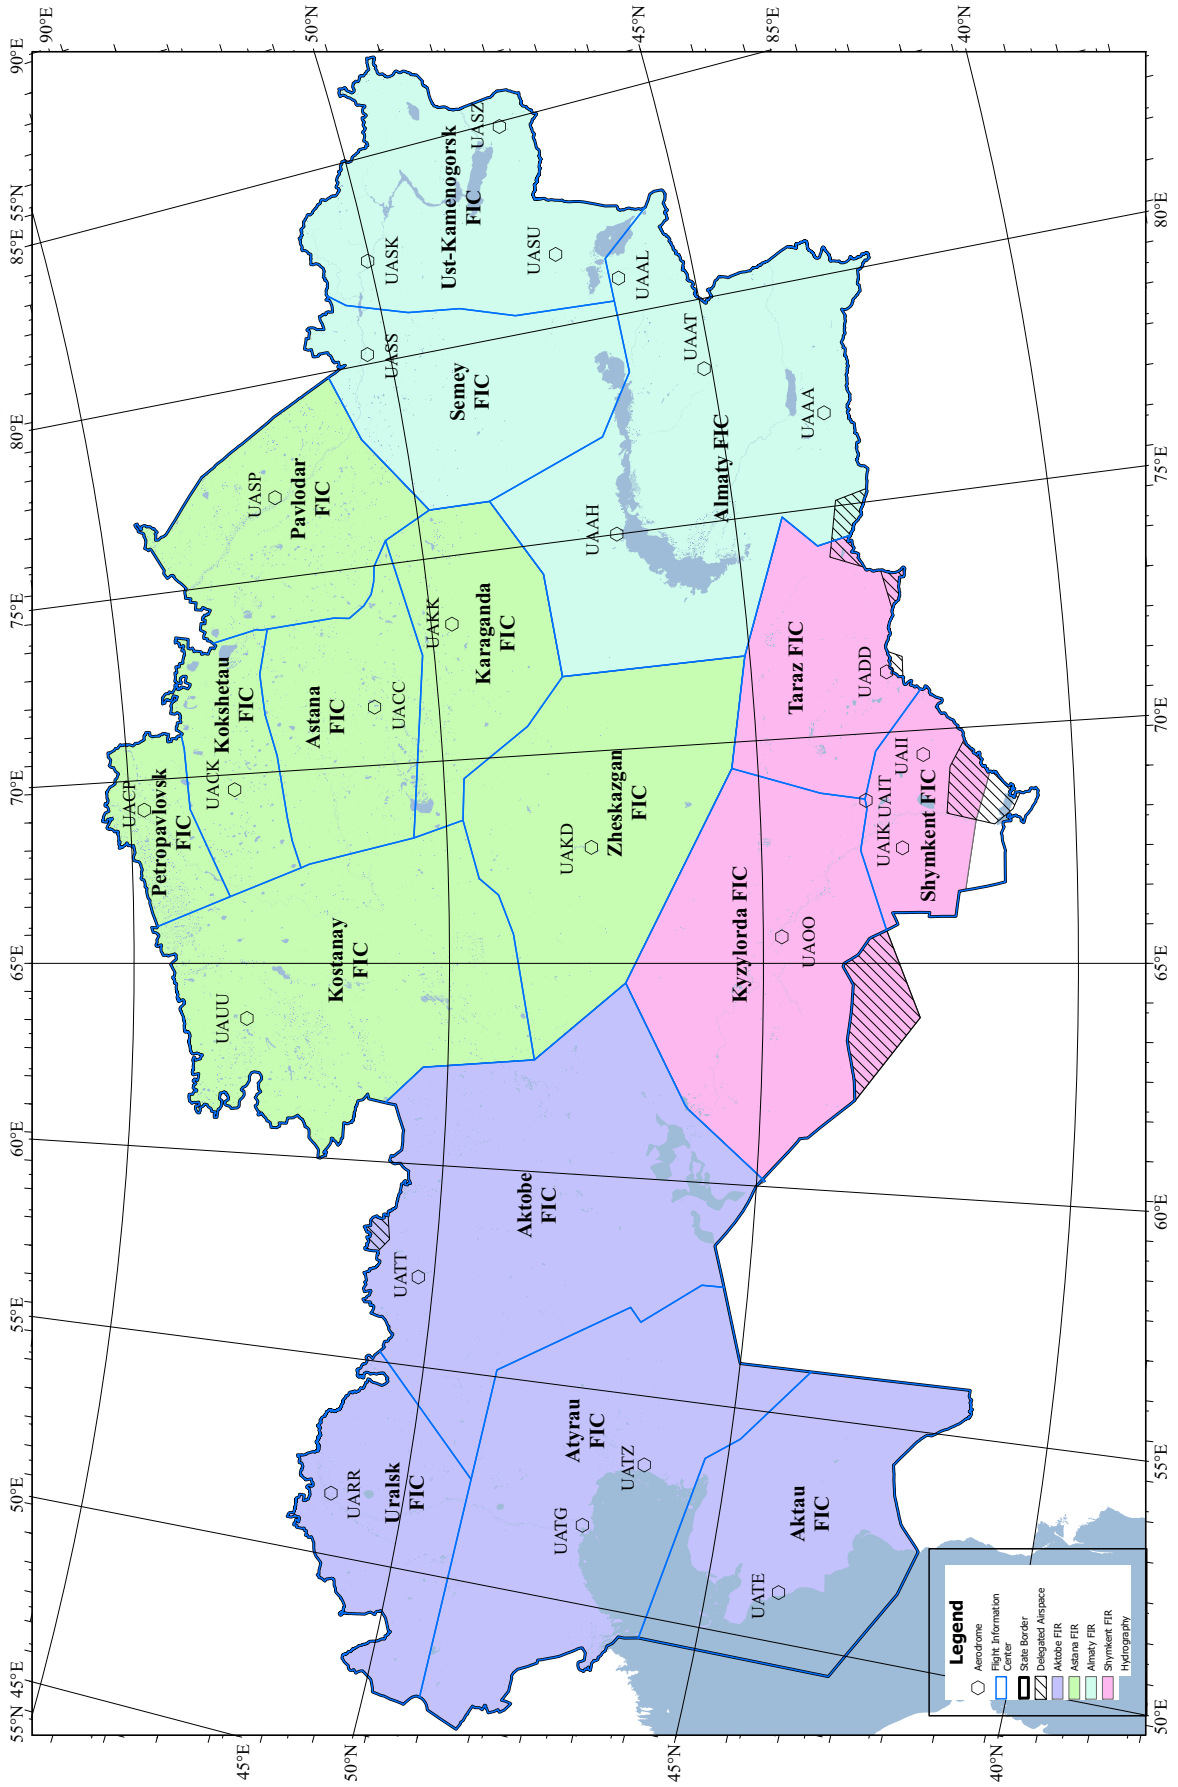 55°N
45°E
50°E
55°E
60°E
65°E
70°E
75°E
80°E
85°E
55°N
90°E
90°E
50°N
45°N
85°E
40°N
45°E
50°N
45°N
40°N
50°E
55°E
60°E
65°E
70°E
75°E
80°E
UACP
Petropavlovsk
FIC
UACK
Kokshetau
FIC
UAUU
Kostanay
FIC
Astana
FIC
UACC
UASP
Pavlodar
FIC
UAKK
Karaganda
FIC
UASS
Semey
FIC
UASK
Ust-Kamenogorsk
FIC
UASZ
UASU
UAAL
UARR
Uralsk
FIC
UATT
Aktobe
FIC
UATG
Atyrau
FIC
UATZ
UATE
Aktau
FIC
UAKD
Zheskazgan
FIC
UAAH
UAAT
Almaty FIC
UAAA
Kyzylorda FIC
UAOO
Taraz FIC
UADD
UAIK
UAIT
UAII
Shymkent FIC
Legend
Aerodrome
Flight Information
Center
State Border
Delegated Airspace
Aktobe FIR
Astana FIR
Almaty FIR
Shymkent FIR
Hydrography